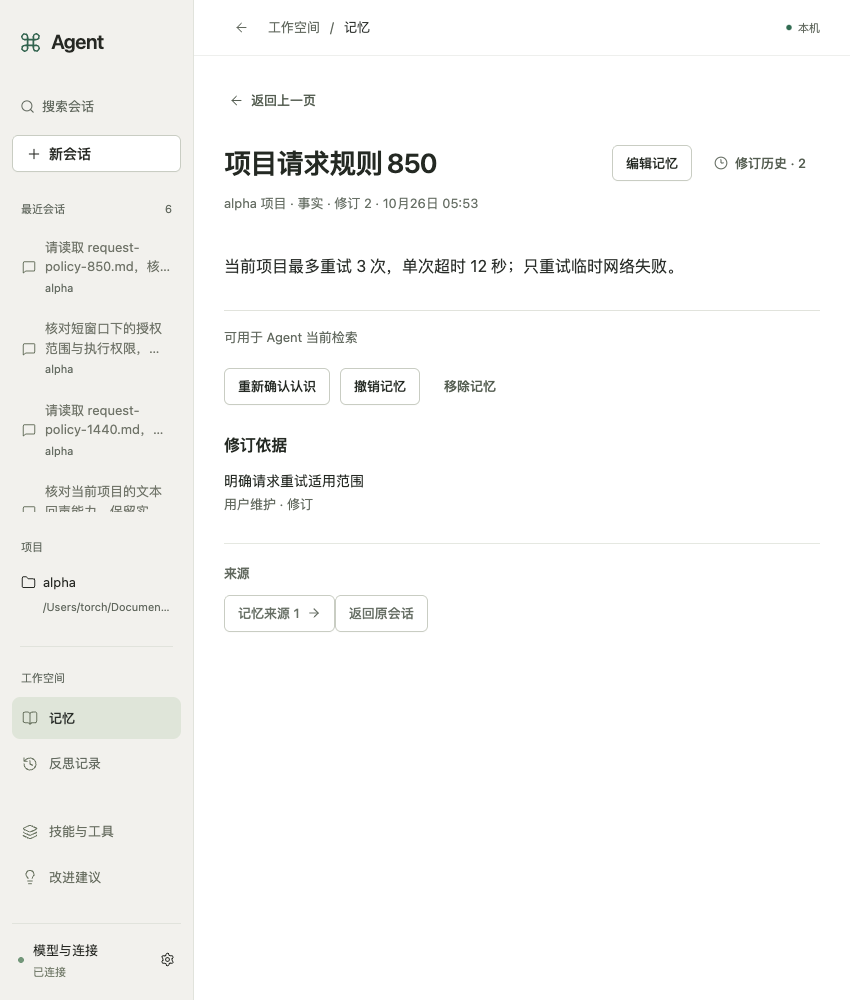 Agent
搜索会话
新会话
最近会话 6
请读取 request-
policy-850.md，核...
alpha
核对短窗口下的授权
范围与执行权限，...
alpha
请读取 request-
policy-1440.md，...
alpha
核对当前项目的文本
项目
alpha
/Users/torch/Documen...
工作空间
记忆
反思记录
技能与工具
改进建议
模型与连接
已连接
工作空间 / 记忆
本机
返回上一页
项目请求规则 850
编辑记忆
修订历史 · 2
alpha 项目 · 事实 · 修订 2 · 10月26日 05:53
当前项目最多重试 3 次，单次超时 12 秒；只重试临时网络失败。
可用于 Agent 当前检索
重新确认认识
撤销记忆
移除记忆
修订依据
明确请求重试适用范围
用户维护 · 修订
来源
记忆来源 1
返回原会话